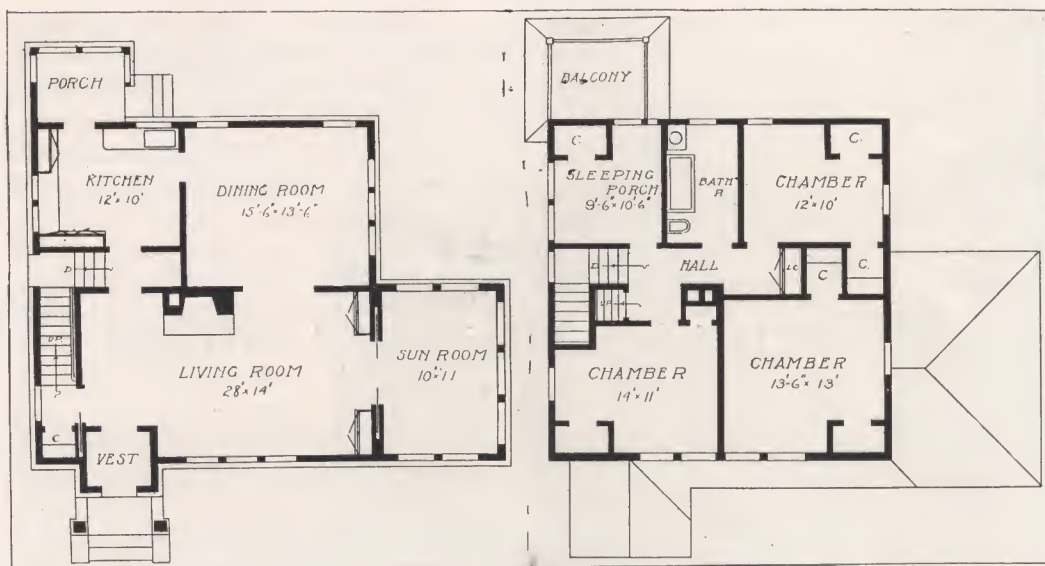 PORCH
KITCHEN
12'×10'
DINING ROOM
15'-6"×13'-6"
D
UP
LIVING ROOM
28'×14'
SUN ROOM
10'×11'
C
VEST
BALCONY
C.
SLEEPING
PORCH
9'-6"×10'-6"
BATH
R
C.
CHAMBER
12'×10'
D
HALL
UP
L.C.
C
C.
CHAMBER
14'×11'
CHAMBER
13'-6"×13'